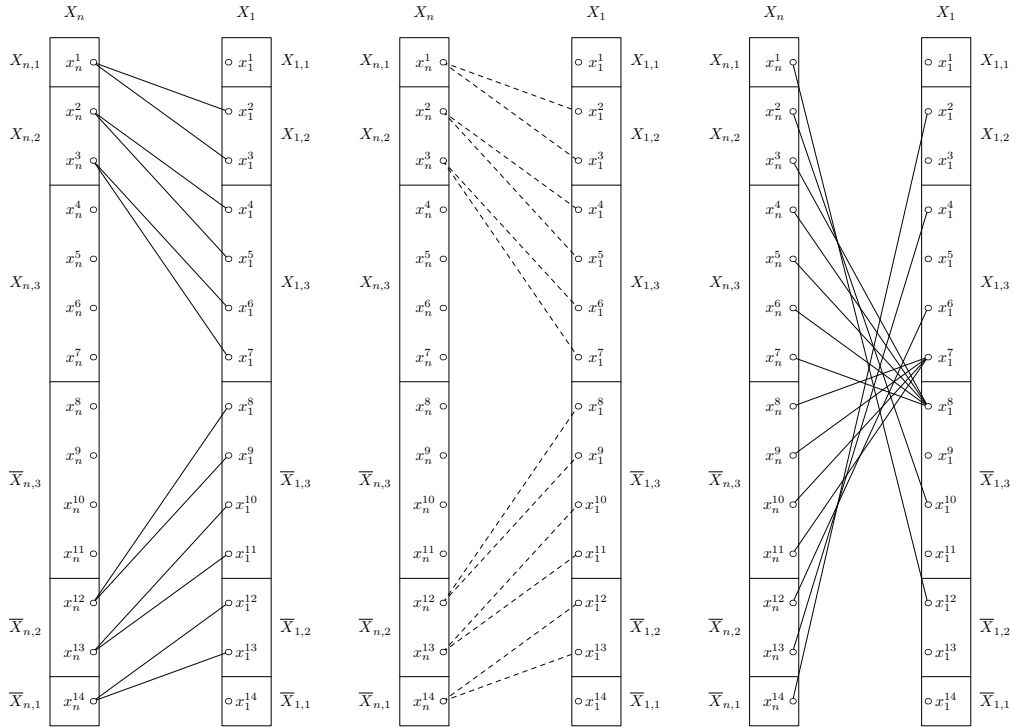 X_n X_1 X_n X_1 X_n X_1
X_{n,1} x_n^1 x_1^1 X_{1,1} X_{n,1} x_n^1 x_1^1 X_{1,1} X_{n,1} x_n^1 x_1^1 X_{1,1}
x_n^2 x_1^2 x_n^2 x_1^2 x_n^2 x_1^2
X_{n,2} X_{1,2} X_{n,2} X_{1,2} X_{n,2} X_{1,2}
x_n^3 x_1^3 x_n^3 x_1^3 x_n^3 x_1^3
x_n^4 x_1^4 x_n^4 x_1^4 x_n^4 x_1^4
x_n^5 x_1^5 x_n^5 x_1^5 x_n^5 x_1^5
X_{n,3} X_{1,3} X_{n,3} X_{1,3} X_{n,3} X_{1,3}
x_n^6 x_1^6 x_n^6 x_1^6 x_n^6 x_1^6
x_n^7 x_1^7 x_n^7 x_1^7 x_n^7 x_1^7
x_n^8 x_1^8 x_n^8 x_1^8 x_n^8 x_1^8
x_n^9 x_1^9 x_n^9 x_1^9 x_n^9 x_1^9
\overline{X}_{n,3} \overline{X}_{1,3} \overline{X}_{n,3} \overline{X}_{1,3} \overline{X}_{n,3} \overline{X}_{1,3}
x_n^{10} x_1^{10} x_n^{10} x_1^{10} x_n^{10} x_1^{10}
x_n^{11} x_1^{11} x_n^{11} x_1^{11} x_n^{11} x_1^{11}
x_n^{12} x_1^{12} x_n^{12} x_1^{12} x_n^{12} x_1^{12}
\overline{X}_{n,2} \overline{X}_{1,2} \overline{X}_{n,2} \overline{X}_{1,2} \overline{X}_{n,2} \overline{X}_{1,2}
x_n^{13} x_1^{13} x_n^{13} x_1^{13} x_n^{13} x_1^{13}
\overline{X}_{n,1} x_n^{14} x_1^{14} \overline{X}_{1,1} \overline{X}_{n,1} x_n^{14} x_1^{14} \overline{X}_{1,1} \overline{X}_{n,1} x_n^{14} x_1^{14} \overline{X}_{1,1}